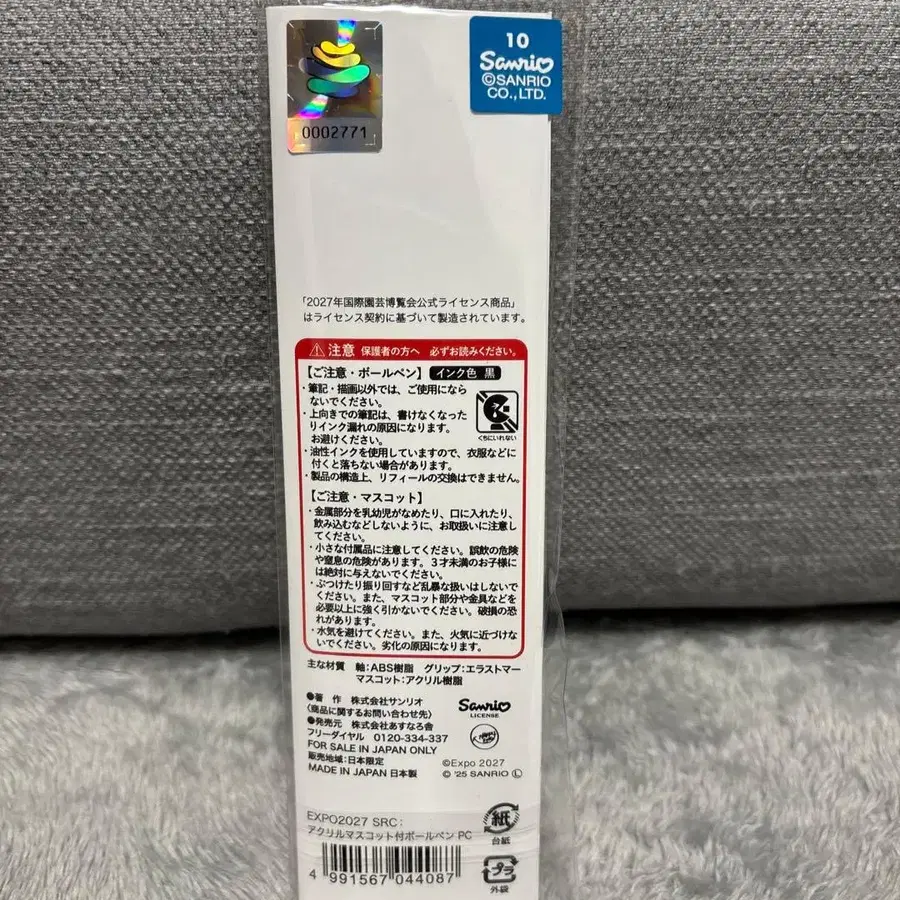 0002771
10
Sanrio
©SANRIO
CO.,LTD.
「2027年国際園芸博覧会公式ライセンス商品」
はライセンス契約に基づいて製造されています。
注意 保護者の方へ 必ずお読みください。
【ご注意・ボールペン】 インク色 黒
・筆記・描画以外では、ご使用になら
ないでください。
・上向きでの筆記は、書けなくなった
りインク漏れの原因になります。
お避けください。
くちにいれない
・油性インクを使用していますので、衣服などに
付くと落ちない場合があります。
・製品の構造上、リフィールの交換はできません。
【ご注意・マスコット】
・金属部分を乳幼児がなめたり、口に入れたり、
飲み込むなどしないように、お取扱いに注意し
てください。
・小さな付属品に注意してください。誤飲の危険
や窒息の危険があります。３才未満のお子様に
は絶対に与えないでください。
・ぶつけたり振り回すなど乱暴な扱いはしないで
ください。また、マスコット部分や金具などを
必要以上に強く引かないでください。破損の恐
れがあります。
・水気を避けてください。また、火気に近づけな
いでください。劣化の原因になります。
主な材質 軸:ABS樹脂 グリップ:エラストマー
マスコット:アクリル樹脂
●著 作 株式会社サンリオ
〈商品に関するお問い合わせ先〉
●発売元 株式会社あすなろ舎
フリーダイヤル 0120-334-337
FOR SALE IN JAPAN ONLY
販売地域:日本限定
MADE IN JAPAN 日本製
Sanrio
LICENSE
©Expo 2027
© '25 SANRIO Ⓛ
EXPO2027 SRC:
アクリルマスコット付ボールペン PC
4 991567 044087
紙
台紙
プラ
外袋